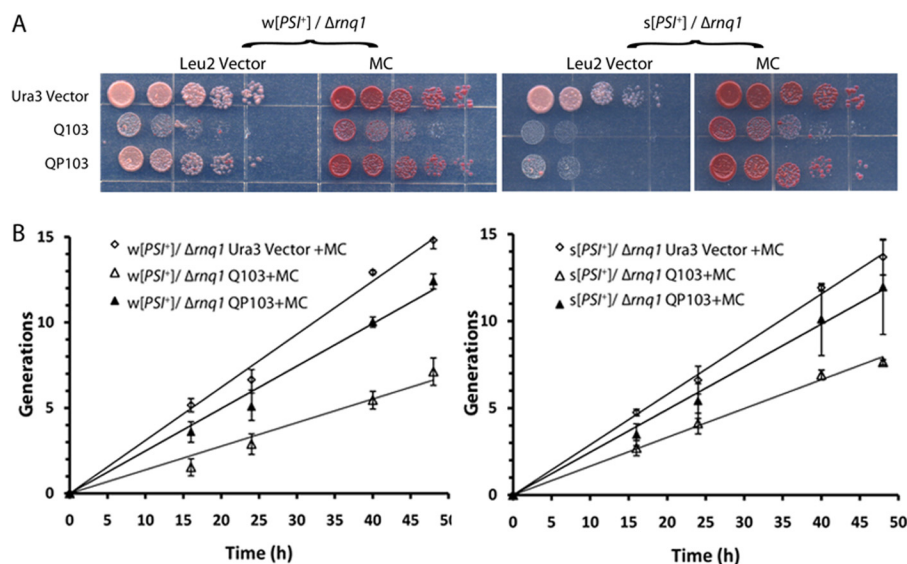 A
w[PSI⁺] / Δrnq1
s[PSI⁺] / Δrnq1
Leu2 Vector
MC
Leu2 Vector
MC
Ura3 Vector
Q103
QP103
B
15
10
5
0
Generations
0 5 10 15 20 25 30 35 40 45 50
Time (h)
w[PSI⁺]/ Δrnq1 Ura3 Vector +MC
w[PSI⁺]/ Δrnq1 Q103+MC
w[PSI⁺]/ Δrnq1 QP103+MC
15
10
5
0
Generations
0 5 10 15 20 25 30 35 40 45 50
Time (h)
s[PSI⁺]/ Δrnq1 Ura3 Vector +MC
s[PSI⁺]/ Δrnq1 Q103+MC
s[PSI⁺]/ Δrnq1 QP103+MC